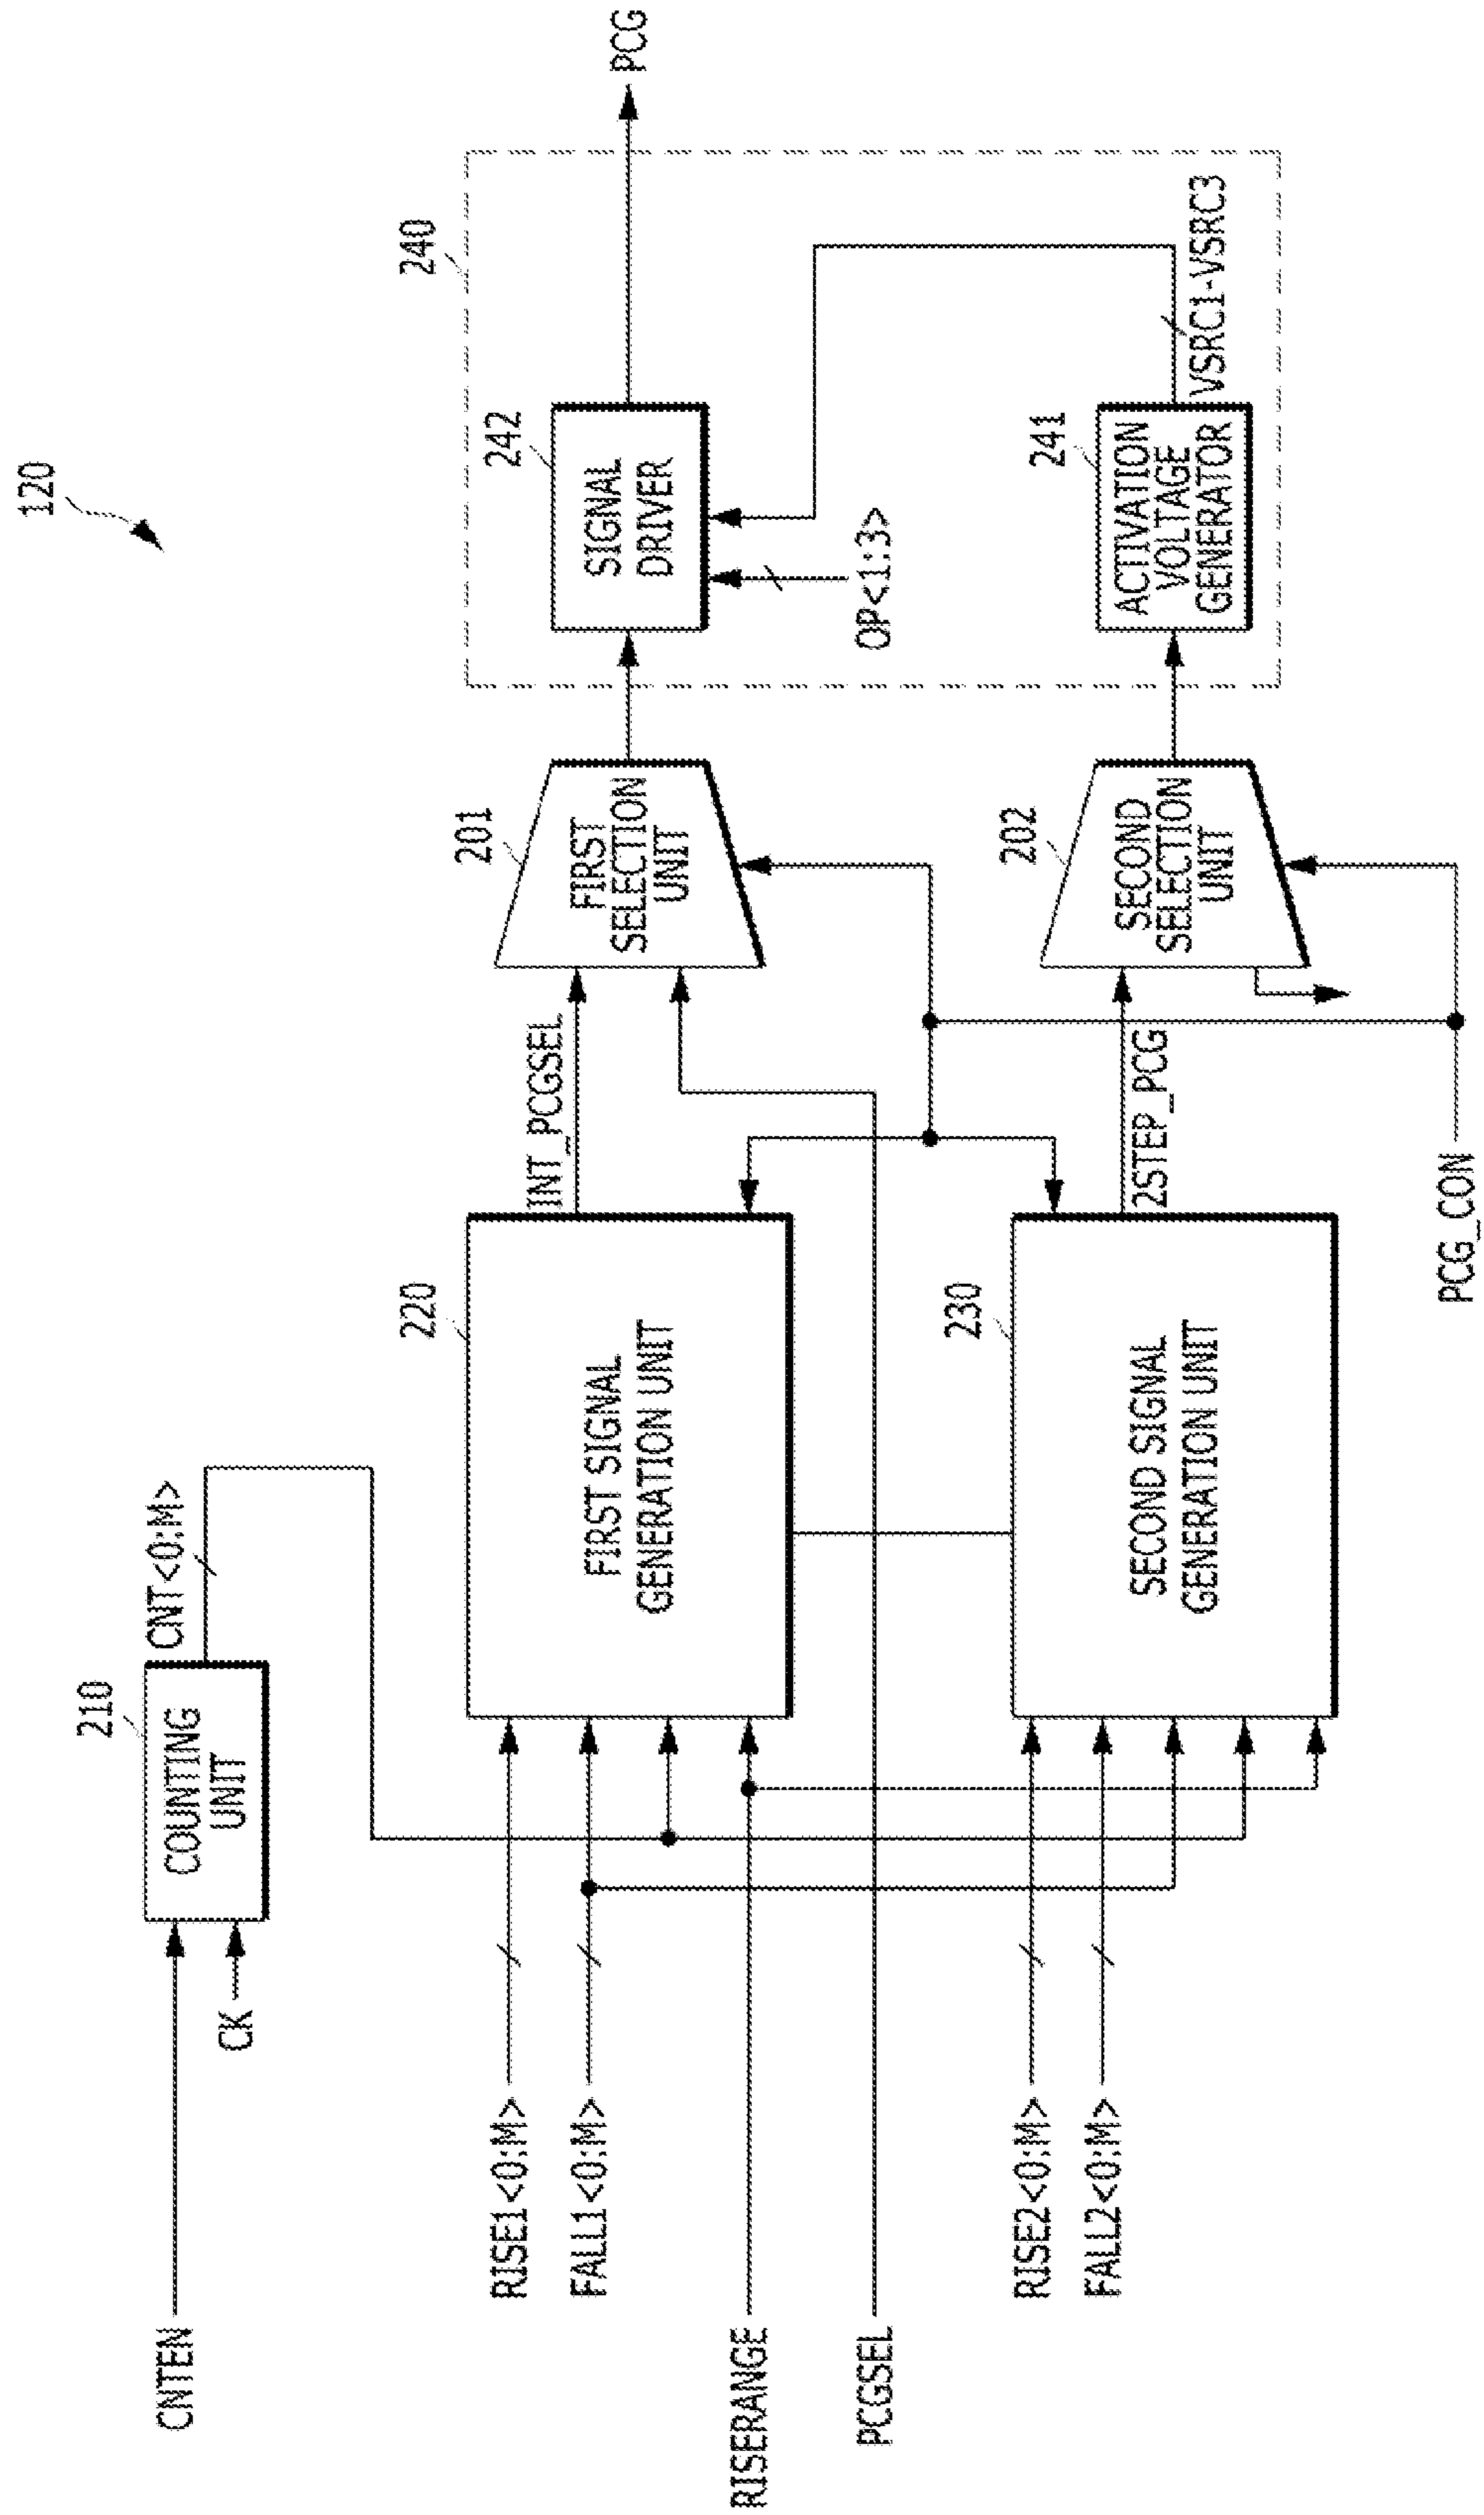 120
CNTEN
CK
210
COUNTING
UNIT
CNT<0:M>
RISE1<0:M>
FALL1<0:M>
RISERANGE
PCGSEL
220
FIRST SIGNAL
GENERATION UNIT
INT_PCGSEL
201
FIRST
SELECTION
UNIT
240
242
SIGNAL
DRIVER
OP<1:3>
PCG
RISE2<0:M>
FALL2<0:M>
230
SECOND SIGNAL
GENERATION UNIT
2STEP_PCG
202
SECOND
SELECTION
UNIT
241
ACTIVATION
VOLTAGE
GENERATOR
VSRC1-VSRC3
PCG_CON